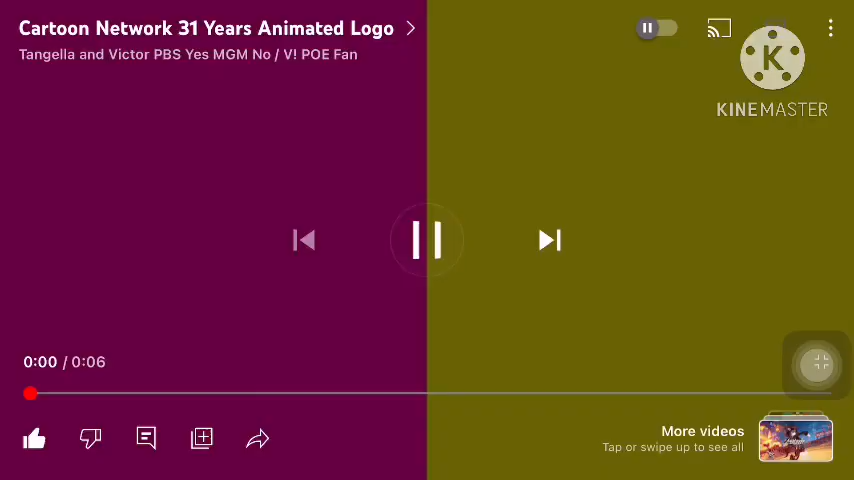 Cartoon Network 31 Years Animated Logo
Tangella and Victor PBS Yes MGM No / V! POE Fan
K
KINEMASTER
0:00 / 0:06
More videos
Tap or swipe up to see all